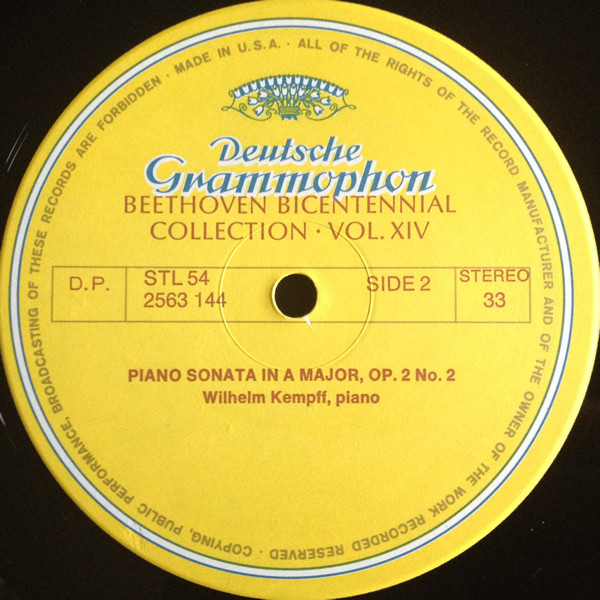 Deutsche
Grammophon
BEETHOVEN BICENTENNIAL
COLLECTION · VOL. XIV
D.P.
STL 54
2563 144
SIDE 2
STEREO
33
PIANO SONATA IN A MAJOR, OP. 2 No. 2
Wilhelm Kempff, piano
MADE IN U.S.A. · ALL OF THE RIGHTS OF THE RECORD MANUFACTURER AND OF THE OWNER OF THE WORK RECORDED RESERVED · COPYING, PUBLIC PERFORMANCE, BROADCASTING OF THESE RECORDS ARE FORBIDDEN ·